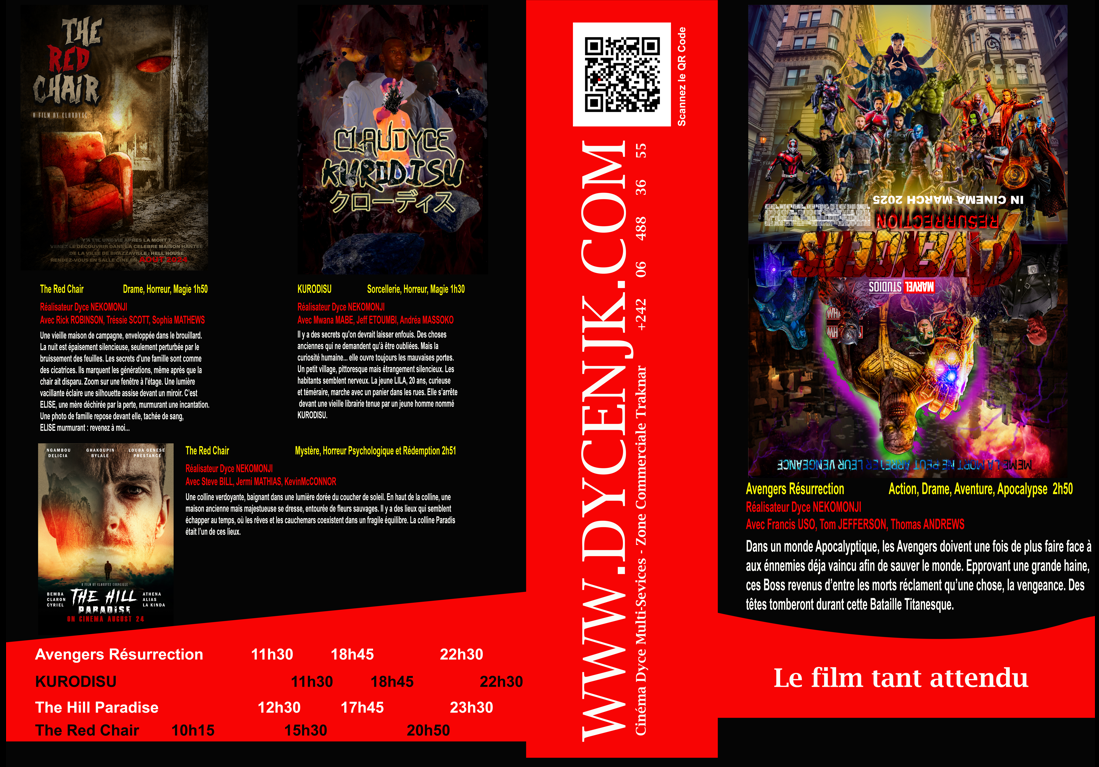 THE
RED
CHAIR
A FILM BY CLAUDYCE
Y'A T'IL UNE VIE APRÈS LA MORT ?
RENDEZ-VOUS EN SALLE CINÉ
The Red Chair Drame, Horreur, Magie 1h50
Réalisateur Dyce NEKOMONJI
Avec Rick ROBINSON, Tréssia SCOTT, Sophia MATHEWS
Une vieille maison de campagne, enveloppée dans le brouillard.
La nuit est épaisement silencieuse, seulement perturbée par le
bruissement des feuilles. Les secrets d'une famille sont comme
des cicatrices. Ils marquent les générations, même après que la
chair ait disparu. Zoom sur une fenêtre à l'étage. Une lumière
vacillante éclaire une silhouette assise devant un miroir. C'est
ELISE, une mère déchirée par la perte, murmurant une incantation.
Une photo de famille repose devant elle, tachée de sang,
ELISE murmurant : revenez à moi...
CLAUDYCE
KURODISU
クローディス
KURODISU Sorcellerie, Horreur, Magie 1h30
Réalisateur Dyce NEKOMONJI
Avec Mwana MABE, Jeff ETOUMBI, Andréa MASSOKO
Il y a des secrets qu'on devrait laisser enfouis. Des choses
anciennes qui ne demandent qu'à être oubliées. Mais la
curiosité humaine... elle ouvre toujours les mauvaises portes.
Un petit village, pittoresque mais étrangement silencieux. Les
habitants semblent nerveux. La jeune LILA, 20 ans, curieuse
et téméraire, marche avec un panier dans les rues. Elle s'arrête
devant une vieille librairie tenue par un jeune homme nommé
KURODISU.
NGAMBOU
DELICIA
GNAKOUPIN
BYLALE
LOUBA GENESE
PRESTANCE
A FILM BY CLAUDYCE
BEMBA
CLARON
CYRIEL
THE HILL
PARADISE
ATHENA
ALIAS
LA KINDA
IN CINEMA AUGUST 24
The Red Chair Mystère, Horreur Psychologique et Rédemption 2h51
Réalisateur Dyce NEKOMONJI
Avec Steve BILL, Jermi MATHIAS, KevinMcCONNOR
Une colline verdoyante, baignant dans une lumière dorée du coucher de soleil. En haut de la colline, une
maison ancienne mais majestueuse se dresse, entourée de fleurs sauvages. Il y a des lieux qui semblent
échapper au temps, où les rêves et les cauchemars coexistent dans un fragile équilibre. La colline Paradis
était l'un de ces lieux.
Avengers Résurrection 11h30 18h45 22h30
KURODISU 11h30 18h45 22h30
The Hill Paradise 12h30 17h45 23h30
The Red Chair 10h15 15h30 20h50
Scannez le QR Code
WWW.DYCENJK.COM
Cinéma Dyce Multi-Sevices - Zone Commerciale Traknar +242 06 488 36 55
IN CINEMA MARCH 2025
RESURRECTION
AVENGERS
MARVEL STUDIOS
MEME LA MORT NE PEUT ARRETER LEUR VENGEANCE
Avengers Résurrection Action, Drame, Aventure, Apocalypse 2h50
Réalisateur Dyce NEKOMONJI
Avec Francis USO, Tom JEFFERSON, Thomas ANDREWS
Dans un monde Apocalyptique, les Avengers doivent une fois de plus faire face à
aux énnemies déja vaincu afin de sauver le monde. Epprovant une grande haine,
ces Boss revenus d'entre les morts réclament qu'une chose, la vengeance. Des
têtes tomberont durant cette Bataille Titanesque.
Le film tant attendu